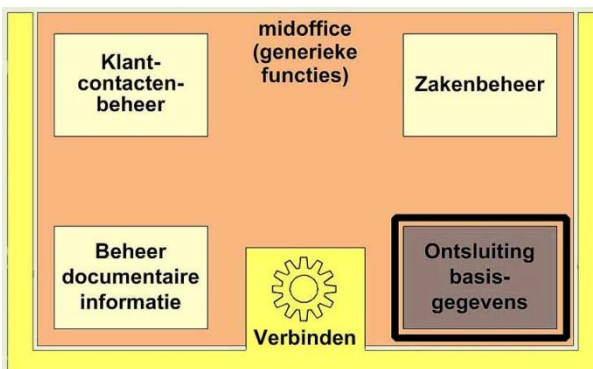 midoffice
(generieke
functies)
Klant-
contacten-
beheer
Zakenbeheer
Beheer
documentaire
informatie
Verbinden
Ontsluiting
basis-
gegevens